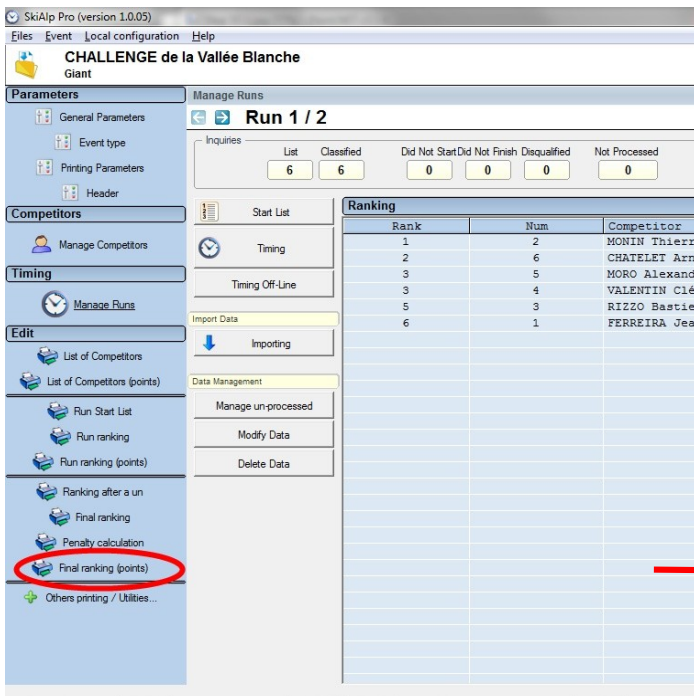 SkiAlp Pro (version 1.0.05)
Files Event Local configuration Help
CHALLENGE de la Vallée Blanche
Giant
Parameters
General Parameters
Event type
Printing Parameters
Header
Competitors
Manage Competitors
Timing
Manage Runs
Edit
List of Competitors
List of Competitors (points)
Run Start List
Run ranking
Run ranking (points)
Ranking after a un
Final ranking
Penalty calculation
Final ranking (points)
Others printing / Utilities...
Manage Runs
Run 1 / 2
Inquiries
List Classified Did Not Start Did Not Finish Disqualified Not Processed
6 6 0 0 0 0
Start List
Timing
Timing Off-Line
Import Data
Importing
Data Management
Manage un-processed
Modify Data
Delete Data
Ranking
Rank Num Competitor
1 2 MONIN Thierr
2 6 CHATELET Arn
3 5 MORO Alexand
3 4 VALENTIN Clé
5 3 RIZZO Bastie
6 1 FERREIRA Jea